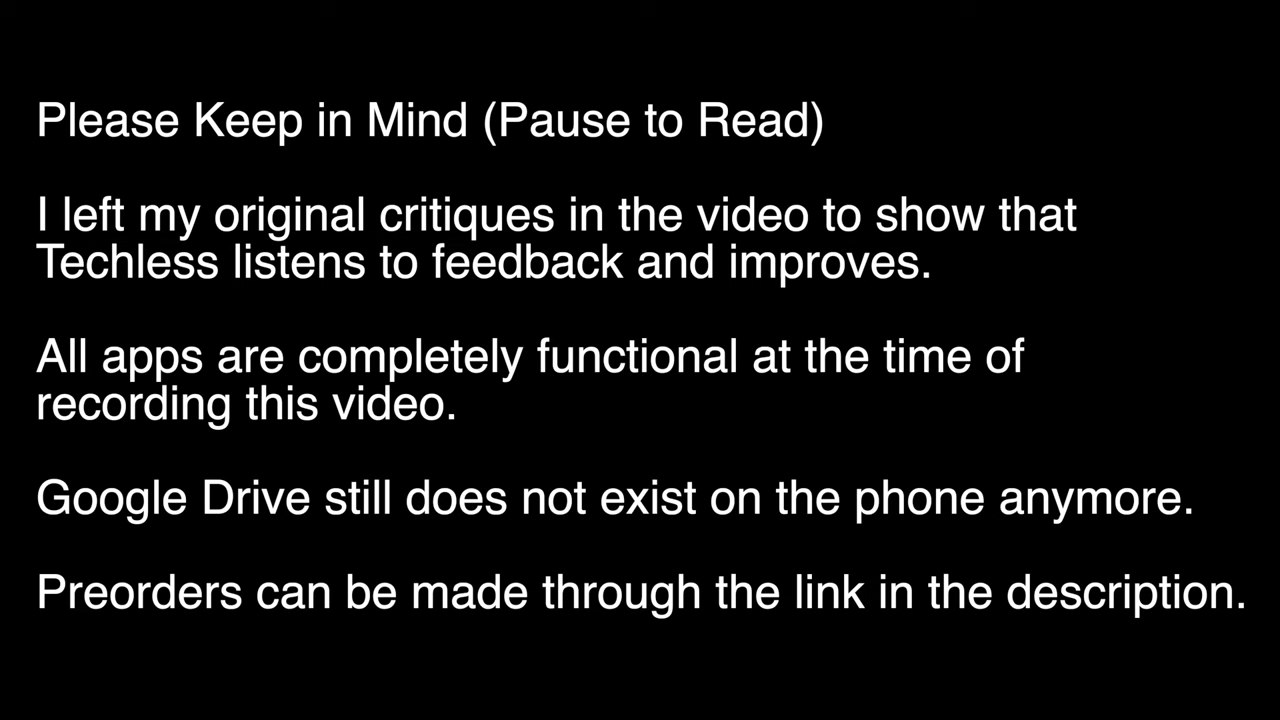 Please Keep in Mind (Pause to Read)
I left my original critiques in the video to show that
Techless listens to feedback and improves.
All apps are completely functional at the time of
recording this video.
Google Drive still does not exist on the phone anymore.
Preorders can be made through the link in the description.